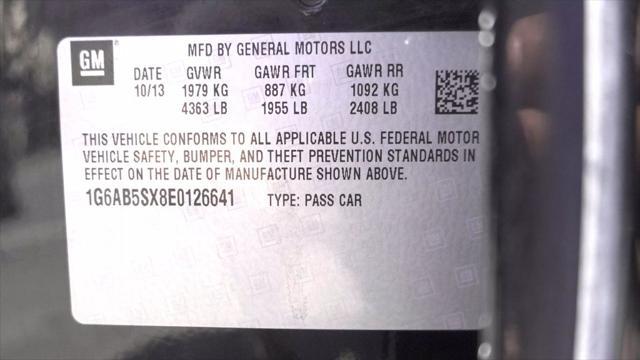 GM
MFD BY GENERAL MOTORS LLC
DATE GVWR GAWR FRT GAWR RR
10/13 1979 KG 887 KG 1092 KG
4363 LB 1955 LB 2408 LB
THIS VEHICLE CONFORMS TO ALL APPLICABLE U.S. FEDERAL MOTOR
VEHICLE SAFETY, BUMPER, AND THEFT PREVENTION STANDARDS IN
EFFECT ON THE DATE OF MANUFACTURE SHOWN ABOVE.
1G6AB5SX8E0126641 TYPE: PASS CAR